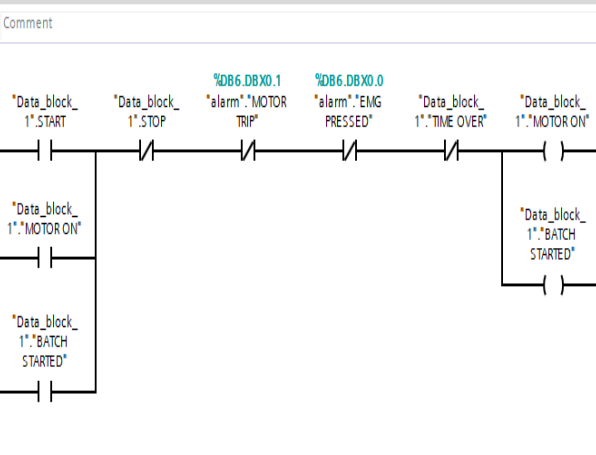 Comment
%DB6.DBX0.1
%DB6.DBX0.0
"Data_block_
1".START
"Data_block_
1".STOP
"alarm"."MOTOR
TRIP"
"alarm"."EMG
PRESSED"
"Data_block_
1"."TIME OVER"
"Data_block_
1"."MOTOR ON"
"Data_block_
1"."MOTOR ON"
"Data_block_
1"."BATCH
STARTED"
"Data_block_
1"."BATCH
STARTED"